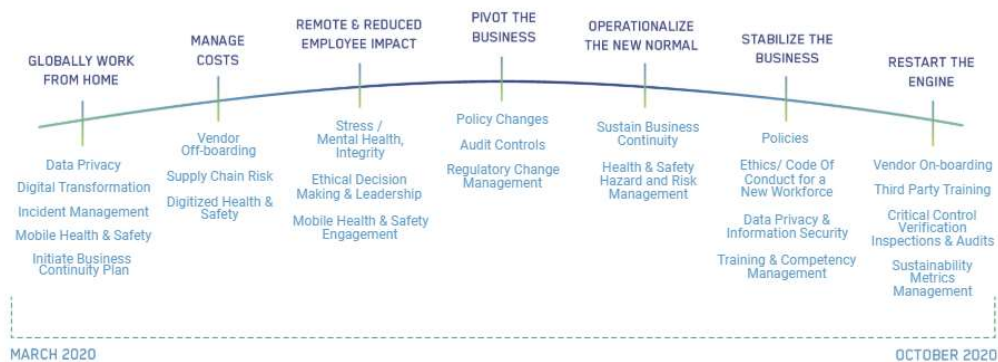 GLOBALLY WORK
FROM HOME
Data Privacy
Digital Transformation
Incident Management
Mobile Health & Safety
Initiate Business
Continuity Plan
MANAGE
COSTS
Vendor
Off-boarding
Supply Chain Risk
Digitized Health &
Safety
REMOTE & REDUCED
EMPLOYEE IMPACT
Stress /
Mental Health,
Integrity
Ethical Decision
Making & Leadership
Mobile Health & Safety
Engagement
PIVOT THE
BUSINESS
Policy Changes
Audit Controls
Regulatory Change
Management
OPERATIONALIZE
THE NEW NORMAL
Sustain Business
Continuity
Health & Safety
Hazard and Risk
Management
STABILIZE THE
BUSINESS
Policies
Ethics/ Code Of
Conduct for a
New Workforce
Data Privacy &
Information Security
Training & Competency
Management
RESTART THE
ENGINE
Vendor On-boarding
Third Party Training
Critical Control
Verification
Inspections & Audits
Sustainability
Metrics
Management
MARCH 2020
OCTOBER 2020